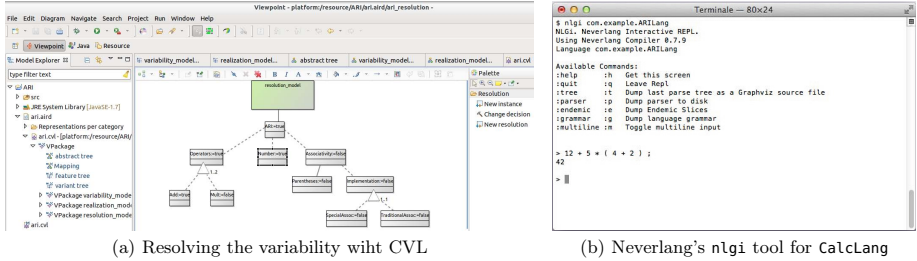 Viewpoint - platform:/resource/ARI/ari.aird/ari_resolution -
File Edit Diagram Navigate Search Project Run Window Help
Viewpoint Java Resource
Model Explorer
type filter text
ARI
src
JRE System Library [JavaSE-1.7]
ari.aird
Representations per category
ari.cvl - [platform:/resource/ARI/
VPackage
abstract tree
Mapping
feature tree
variant tree
VPackage variability_mode
VPackage realization_mode
VPackage resolution_mode
ari.cvl
variability_model...
realization_model...
abstract tree
variability_model...
realization_model...
ari.cvl
resolution_model
ARI:=true
Operators:=true
Number:=true
Associativity:=false
1..2
Add:=true
Mul:=true
Parentheses:=false
Implementation:=false
1..1
SpecialAssoc:=false
TraditionalAssoc:=false
Palette
Resolution
New instance
Change decision
New resolution
(a) Resolving the variability wiht CVL
Terminale — 80×24
$ nlgi com.example.ARILang
NLGi, Neverlang Interactive REPL.
Using Neverlang Compiler 0.7.9
Language com.example.ARILang
Available Commands:
:help :h Get this screen
:quit :q Leave Repl
:tree :t Dump last parse tree as a Graphviz source file
:parser :p Dump parser to disk
:endemic :e Dump Endemic Slices
:grammar :g Dump language grammar
:multiline :m Toggle multiline input
> 12 + 5 * ( 4 + 2 ) ;
42
>
(b) Neverlang's nlgi tool for CalcLang